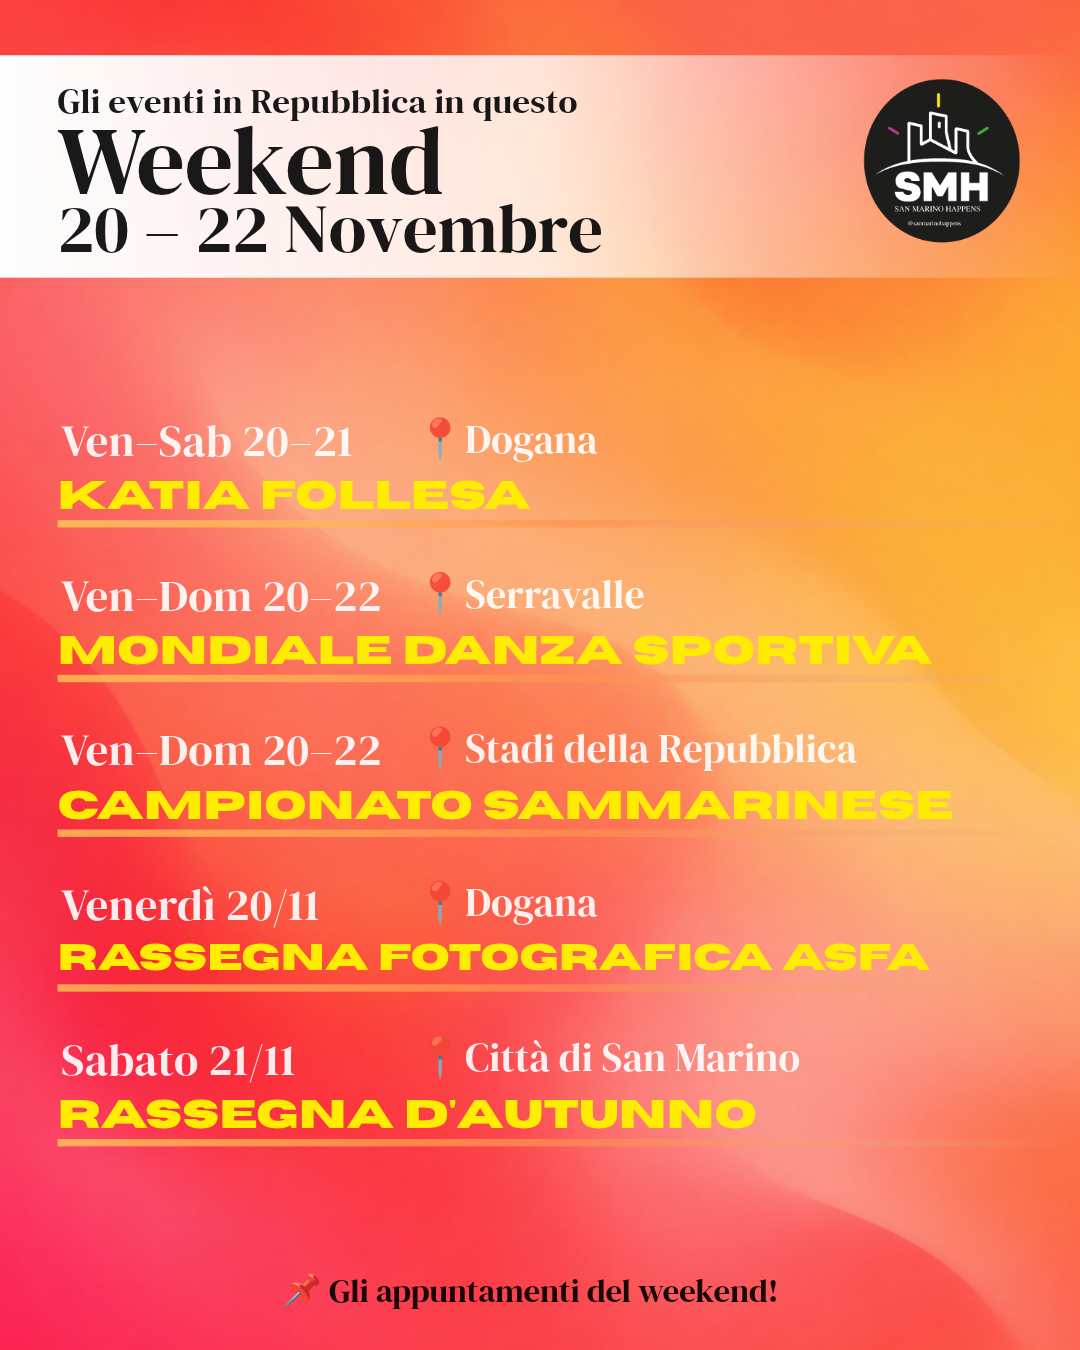 Gli eventi in Repubblica in questo
Weekend
20 – 22 Novembre
SMH
SAN MARINO HAPPENS
@sanmarinohappens
Ven–Sab 20–21
Dogana
KATIA FOLLESA
Ven–Dom 20–22
Serravalle
MONDIALE DANZA SPORTIVA
Ven–Dom 20–22
Stadi della Repubblica
CAMPIONATO SAMMARINESE
Venerdì 20/11
Dogana
RASSEGNA FOTOGRAFICA ASFA
Sabato 21/11
Città di San Marino
RASSEGNA D'AUTUNNO
Gli appuntamenti del weekend!